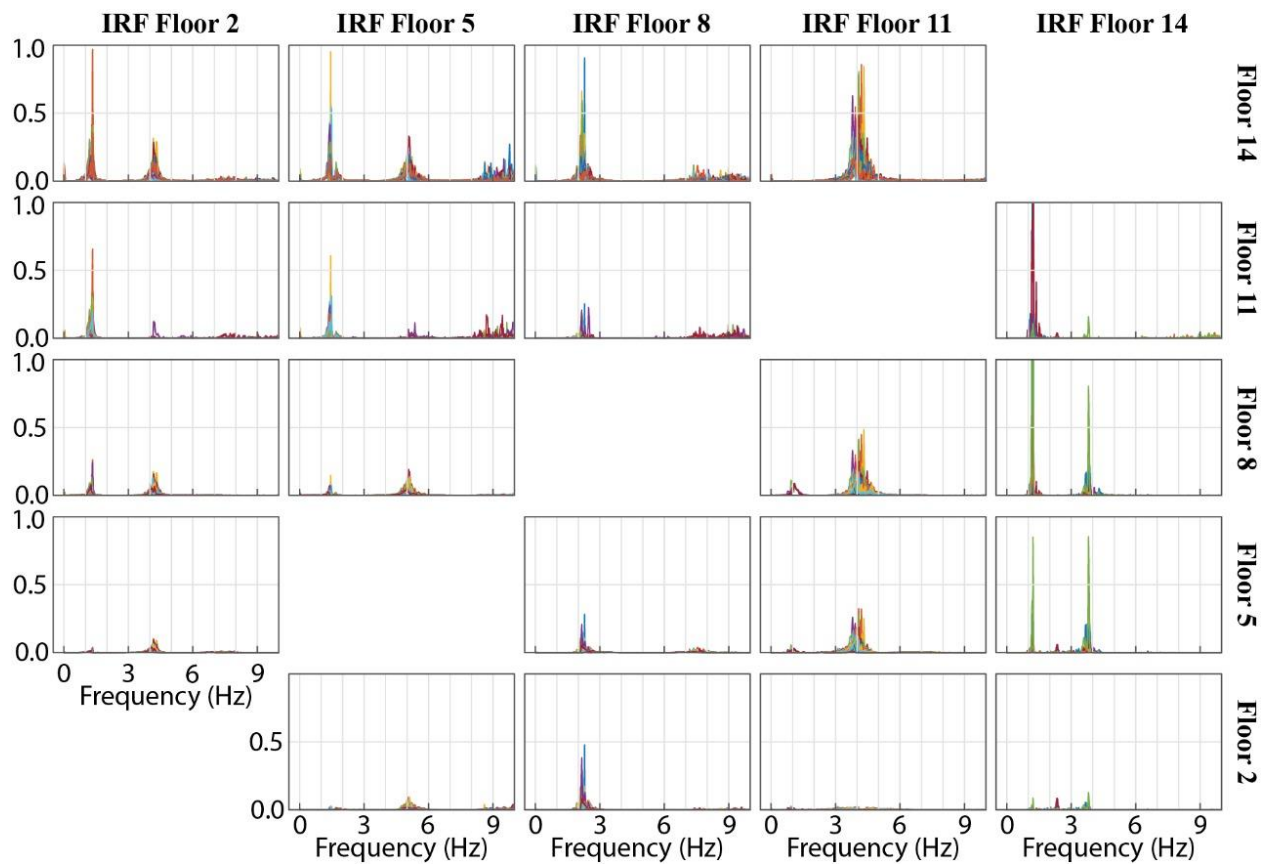 IRF Floor 2 IRF Floor 5 IRF Floor 8 IRF Floor 11 IRF Floor 14
1.0
0.5
0.0
Floor 14
1.0
0.5
0.0
Floor 11
1.0
0.5
0.0
Floor 8
1.0
0.5
0.0
Floor 5
0 3 6 9
Frequency (Hz)
0.5
0.0
Floor 2
0 3 6 9 0 3 6 9 0 3 6 9 0 3 6 9
Frequency (Hz) Frequency (Hz) Frequency (Hz) Frequency (Hz)